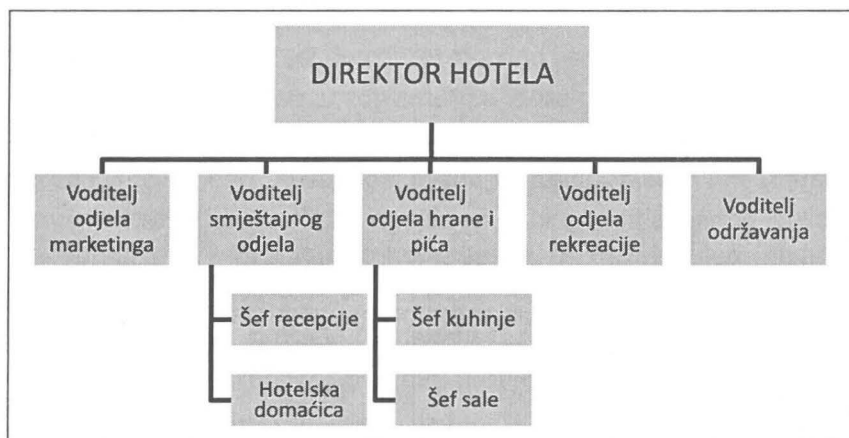 DIREKTOR HOTELA
Voditelj
odjela
marketinga
Voditelj
smještajnog
odjela
Voditelj
odjela hrane i
pića
Voditelj
odjela
rekreacije
Voditelj
održavanja
Šef recepcije
Hotelska
domaćica
Šef kuhinje
Šef sale